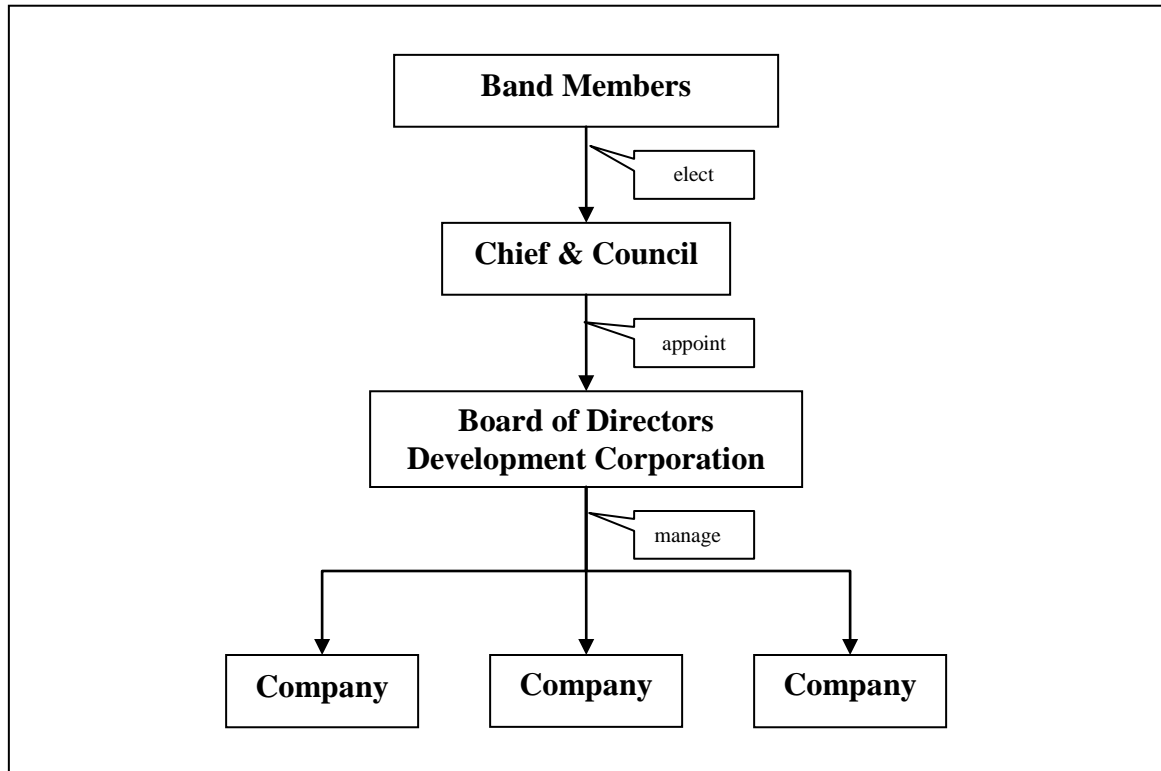 Band Members
elect
Chief & Council
appoint
Board of Directors
Development Corporation
manage
Company
Company
Company